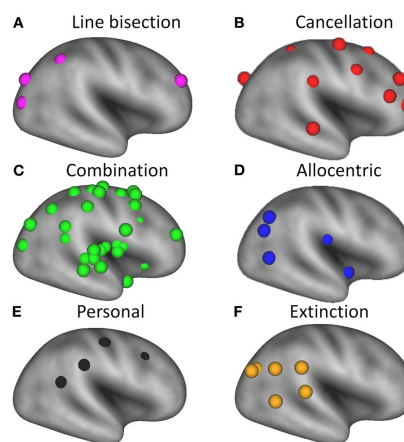 A Line bisection
B Cancellation
C Combination
D Allocentric
E Personal
F Extinction